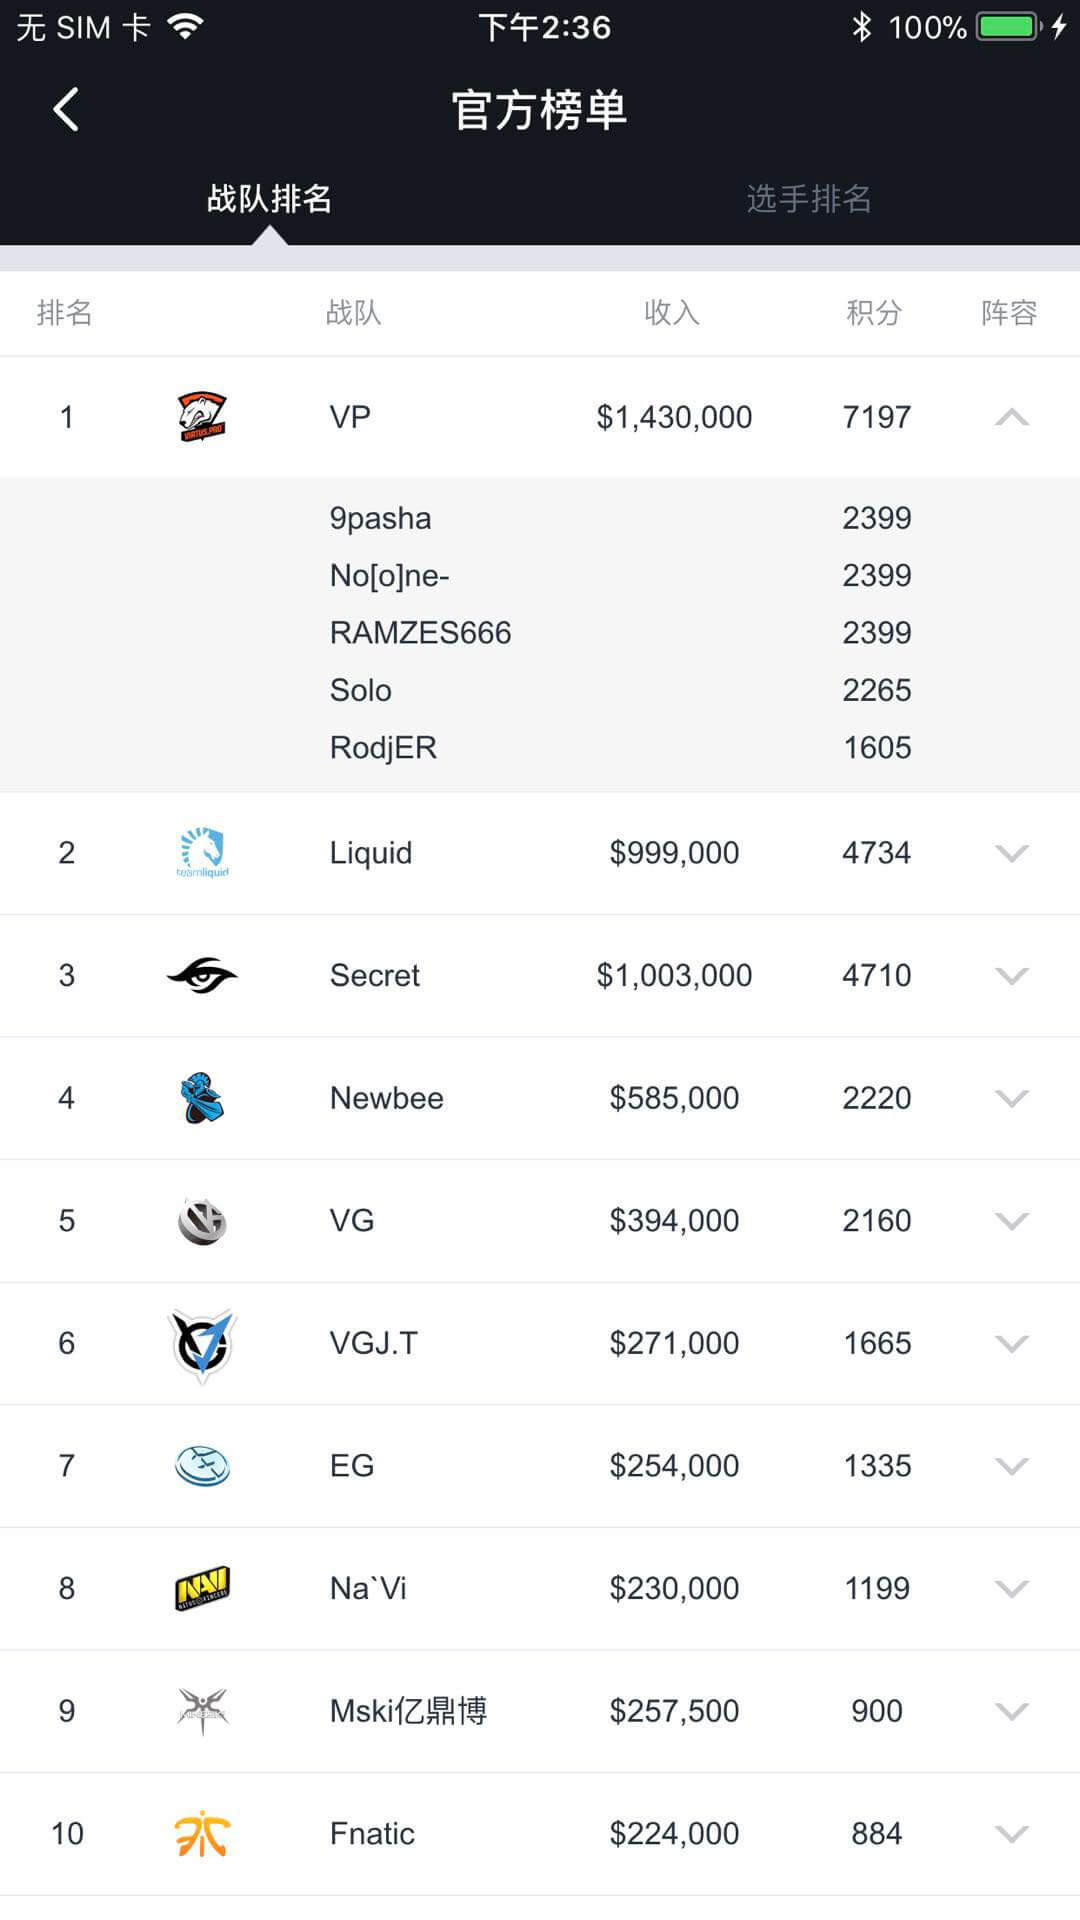 无 SIM 卡 下午2:36 100%
官方榜单
战队排名 选手排名
排名 战队 收入 积分 阵容
1 VIRTUS.PRO VP $1,430,000 7197
9pasha 2399
No[o]ne- 2399
RAMZES666 2399
Solo 2265
RodjER 1605
2 teamliquid Liquid $999,000 4734
3 Secret $1,003,000 4710
4 Newbee $585,000 2220
5 VG $394,000 2160
6 VGJ.T $271,000 1665
7 EG $254,000 1335
8 NAVI Na`Vi $230,000 1199
9 Mski亿鼎博 $257,500 900
10 Fnatic $224,000 884